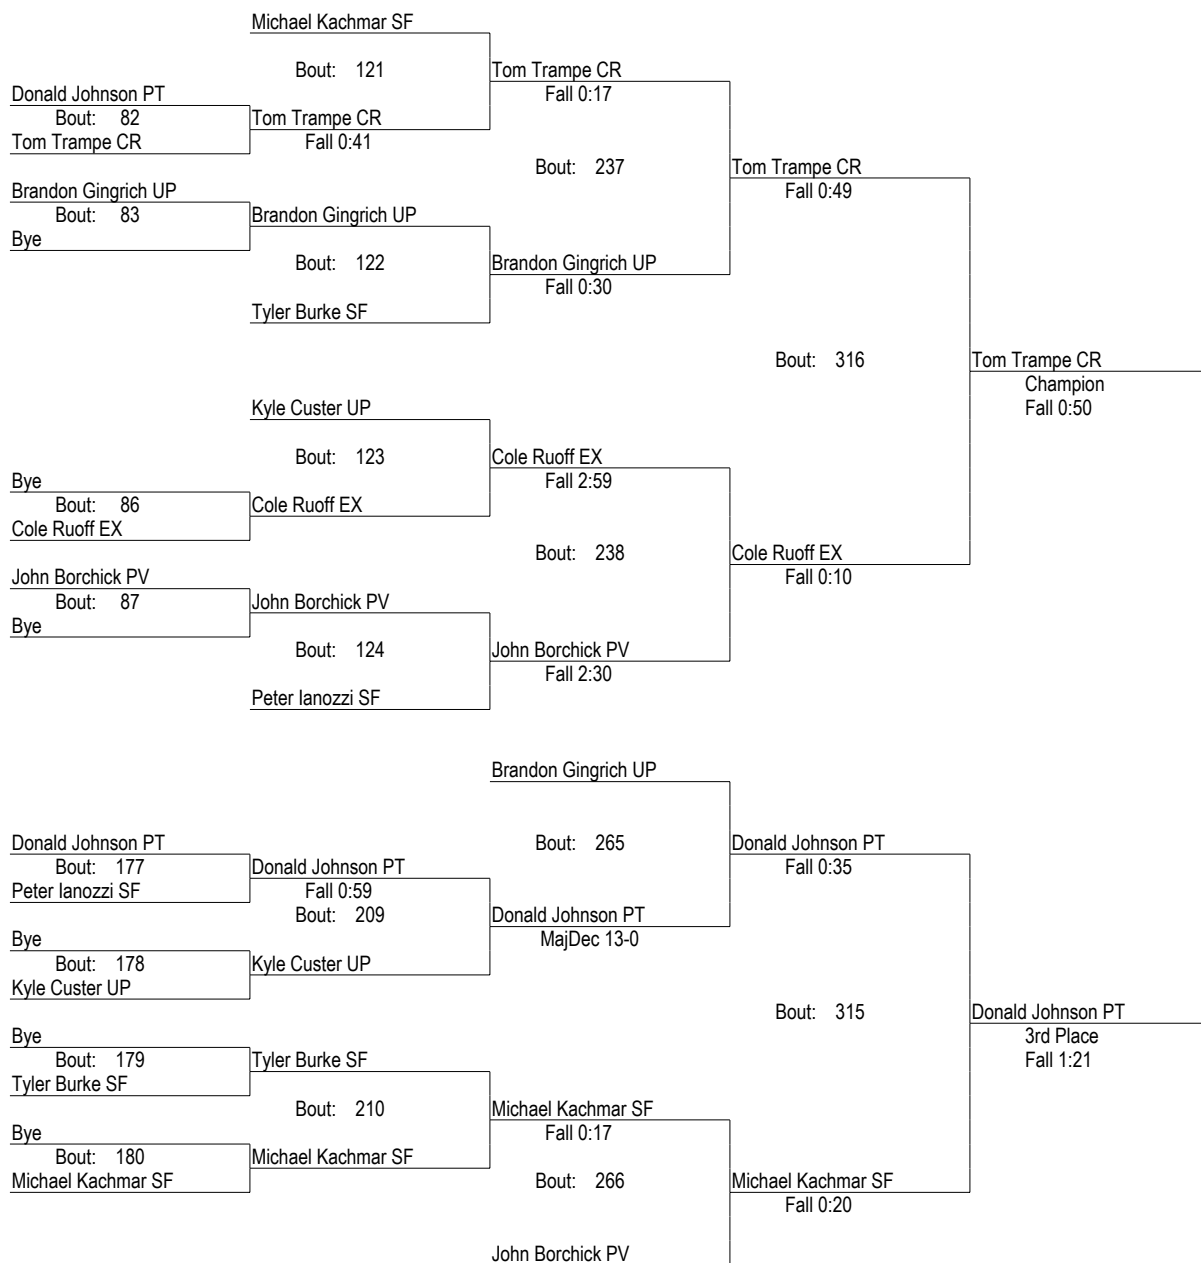 Michael Kachmar SF
Bout: 121
Tom Trampe CR
Donald Johnson PT
Fall 0:17
Bout: 82
Tom Trampe CR
Tom Trampe CR
Fall 0:41
Bout: 237
Tom Trampe CR
Brandon Gingrich UP
Fall 0:49
Bout: 83
Brandon Gingrich UP
Bye
Bout: 122
Brandon Gingrich UP
Fall 0:30
Tyler Burke SF
Bout: 316
Tom Trampe CR
Champion
Kyle Custer UP
Fall 0:50
Bout: 123
Cole Ruoff EX
Bye
Fall 2:59
Bout: 86
Cole Ruoff EX
Cole Ruoff EX
Bout: 238
Cole Ruoff EX
John Borchick PV
Fall 0:10
Bout: 87
John Borchick PV
Bye
Bout: 124
John Borchick PV
Fall 2:30
Peter Ianozzi SF
Brandon Gingrich UP
Donald Johnson PT
Bout: 265
Donald Johnson PT
Bout: 177
Donald Johnson PT
Fall 0:35
Peter Ianozzi SF
Fall 0:59
Bout: 209
Donald Johnson PT
Bye
MajDec 13-0
Bout: 178
Kyle Custer UP
Kyle Custer UP
Bout: 315
Donald Johnson PT
Bye
3rd Place
Bout: 179
Tyler Burke SF
Fall 1:21
Tyler Burke SF
Bout: 210
Michael Kachmar SF
Bye
Fall 0:17
Bout: 180
Michael Kachmar SF
Michael Kachmar SF
Bout: 266
Michael Kachmar SF
Fall 0:20
John Borchick PV